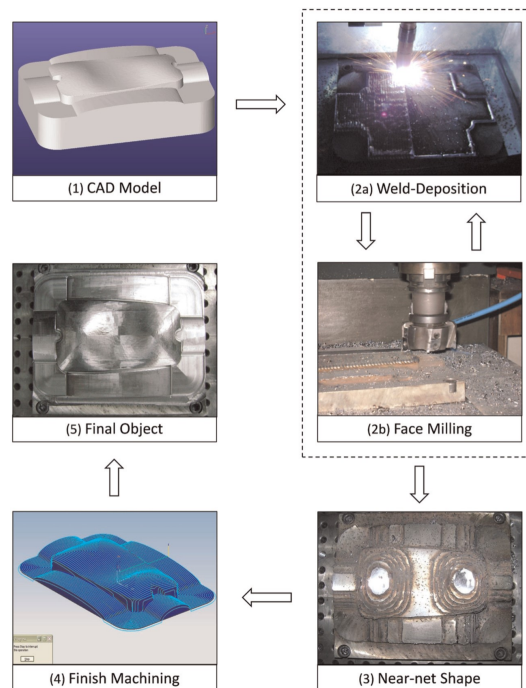 (1) CAD Model
(2a) Weld-Deposition
(2b) Face Milling
(3) Near-net Shape
(4) Finish Machining
(5) Final Object